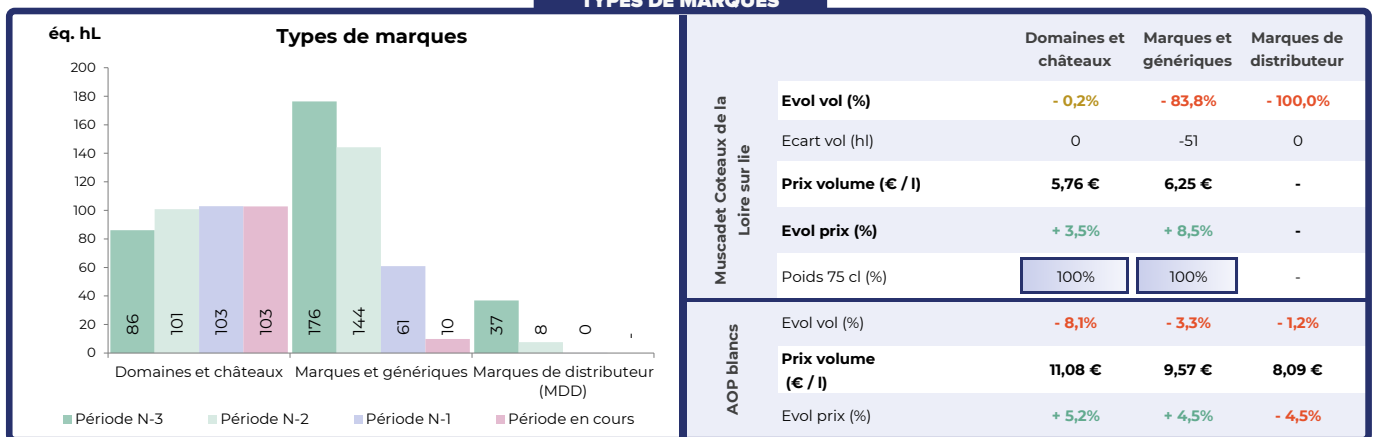 TYPES DE MARQUES
éq. hL
Types de marques
200
180
160
140
120
100
80
60
40
20
0
86
101
103
103
176
144
61
10
37
8
0
-
Domaines et châteaux
Marques et génériques
Marques de distributeur
(MDD)
Période N-3
Période N-2
Période N-1
Période en cours
Domaines et
châteaux
Marques et
génériques
Marques de
distributeur
Muscadet Coteaux de la
Loire sur lie
Evol vol (%) - 0,2% - 83,8% - 100,0%
Ecart vol (hl) 0 -51 0
Prix volume (€ / l) 5,76 € 6,25 € -
Evol prix (%) + 3,5% + 8,5% -
Poids 75 cl (%) 100% 100% -
AOP blancs
Evol vol (%) - 8,1% - 3,3% - 1,2%
Prix volume
(€ / l) 11,08 € 9,57 € 8,09 €
Evol prix (%) + 5,2% + 4,5% - 4,5%